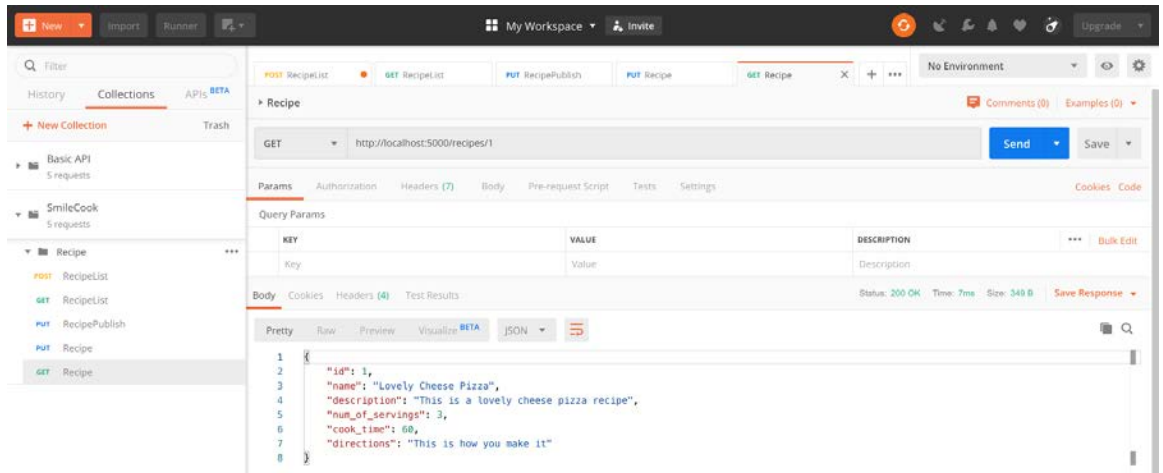 New Import Runner My Workspace Invite Upgrade
Filter
History Collections APIs BETA
+ New Collection Trash
Basic API
5 requests
SmileCook
5 requests
Recipe
POST RecipeList
GET RecipeList
PUT RecipePublish
PUT Recipe
GET Recipe
POST RecipeList GET RecipeList PUT RecipePublish PUT Recipe GET Recipe No Environment
Recipe Comments (0) Examples (0)
GET http://localhost:5000/recipes/1 Send Save
Params Authorization Headers (7) Body Pre-request Script Tests Settings Cookies Code
Query Params
KEY VALUE DESCRIPTION Bulk Edit
Key Value Description
Body Cookies Headers (4) Test Results Status: 200 OK Time: 7ms Size: 349 B Save Response
Pretty Raw Preview Visualize BETA JSON
1 {
2 "id": 1,
3 "name": "Lovely Cheese Pizza",
4 "description": "This is a lovely cheese pizza recipe",
5 "num_of_servings": 3,
6 "cook_time": 60,
7 "directions": "This is how you make it"
8 }